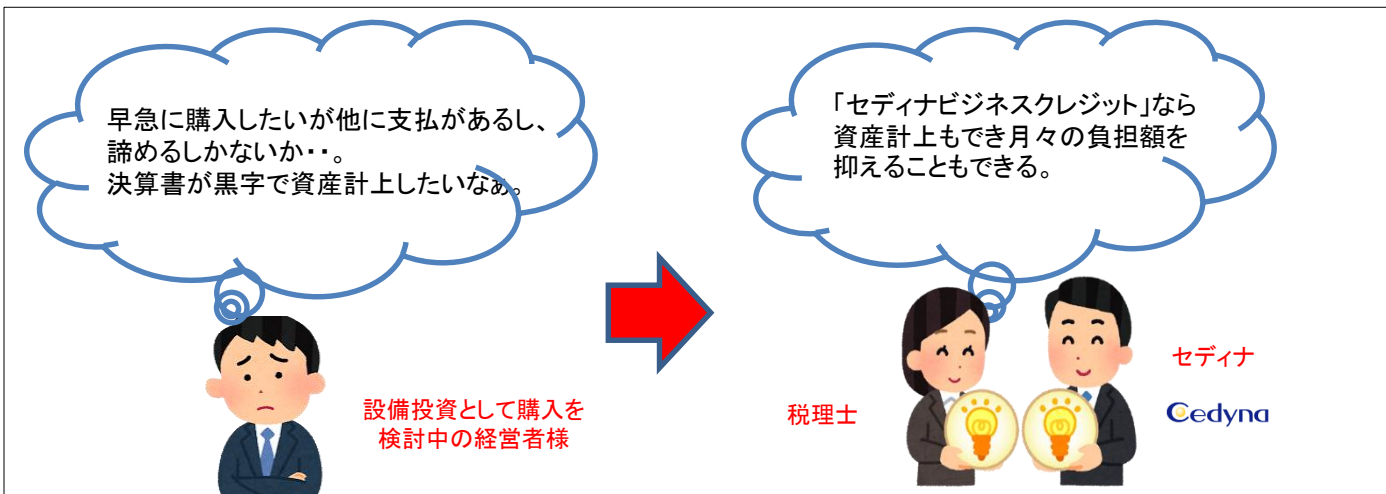 早急に購入したいが他に支払があるし、
諦めるしかないか・・。
決算書が黒字で資産計上したいなぁ。
設備投資として購入を
検討中の経営者様
「セディナビジネスクレジット」なら
資産計上もでき月々の負担額を
抑えることもできる。
税理士
セディナ
Cedyna